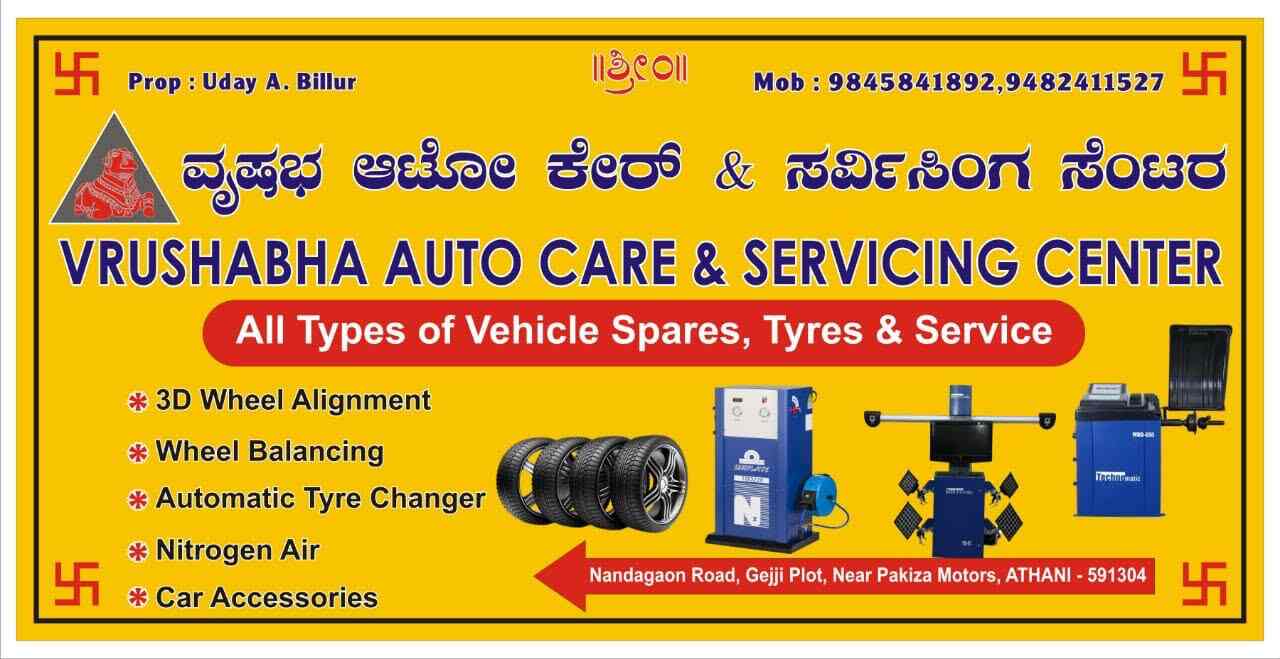 Prop : Uday A. Billur
॥ಶ್ರೀಂ॥
Mob : 9845841892,9482411527
ವೃಷಭ ಆಟೋ ಕೇರ್ & ಸರ್ವಿಸಿಂಗ ಸೆಂಟರ
VRUSHABHA AUTO CARE & SERVICING CENTER
All Types of Vehicle Spares, Tyres & Service
* 3D Wheel Alignment
* Wheel Balancing
* Automatic Tyre Changer
* Nitrogen Air
* Car Accessories
N
Technomatic
Nandagaon Road, Gejji Plot, Near Pakiza Motors, ATHANI - 591304